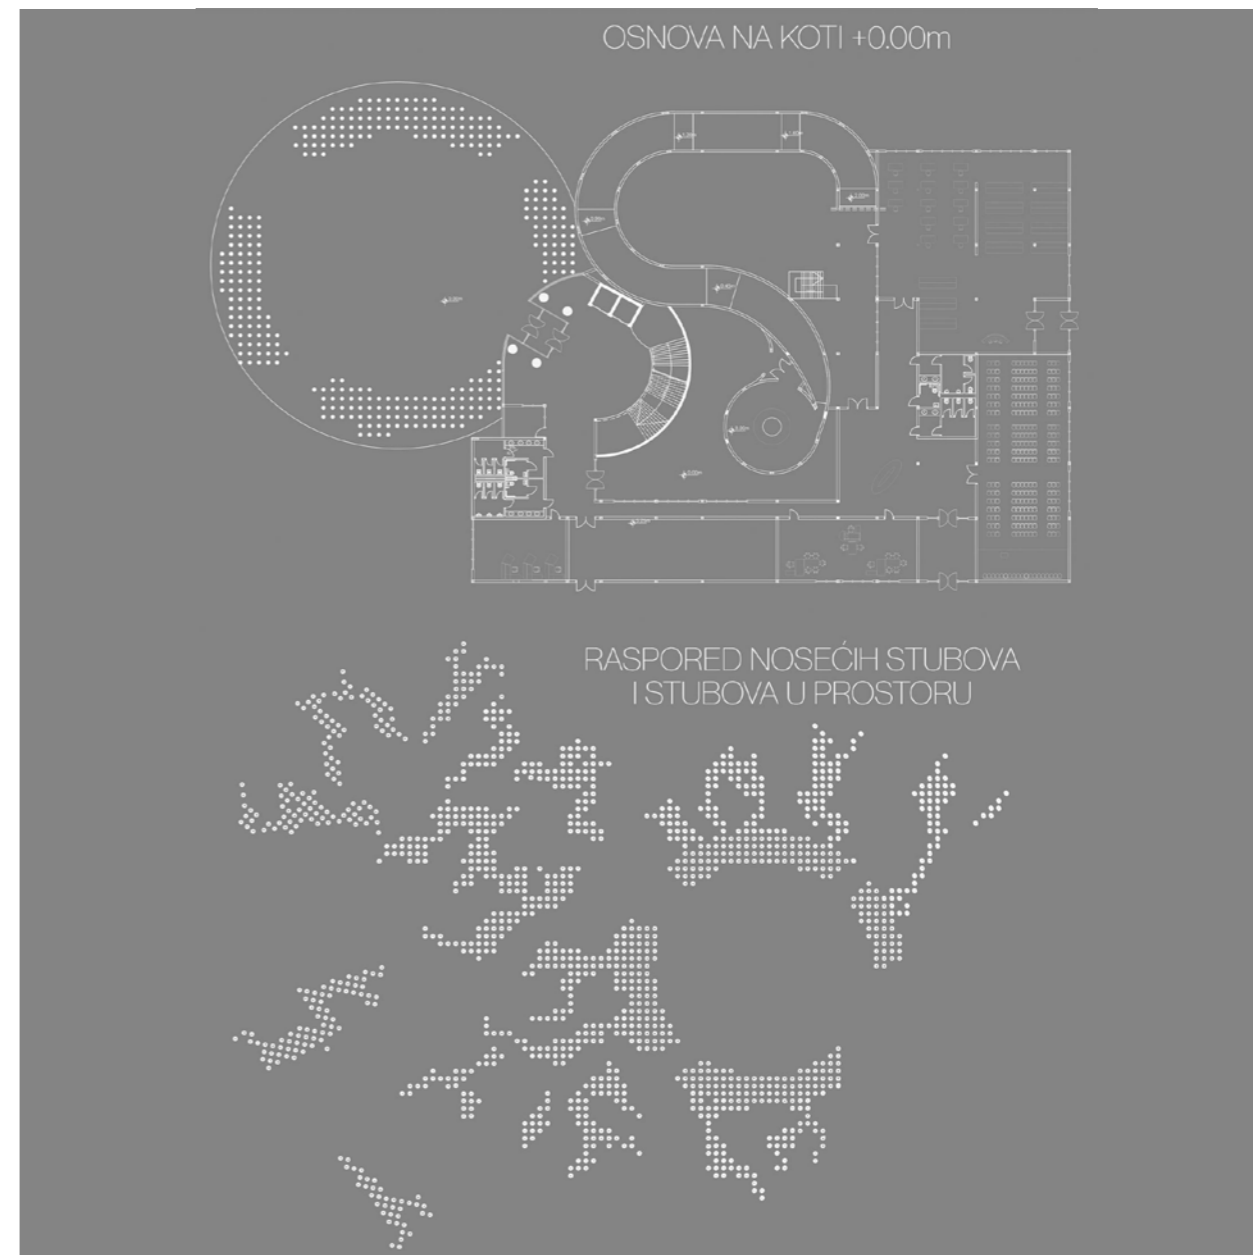 OSNOVA NA KOTI +0.00m
RASPORED NOSEĆIH STUBOVA
I STUBOVA U PROSTORU